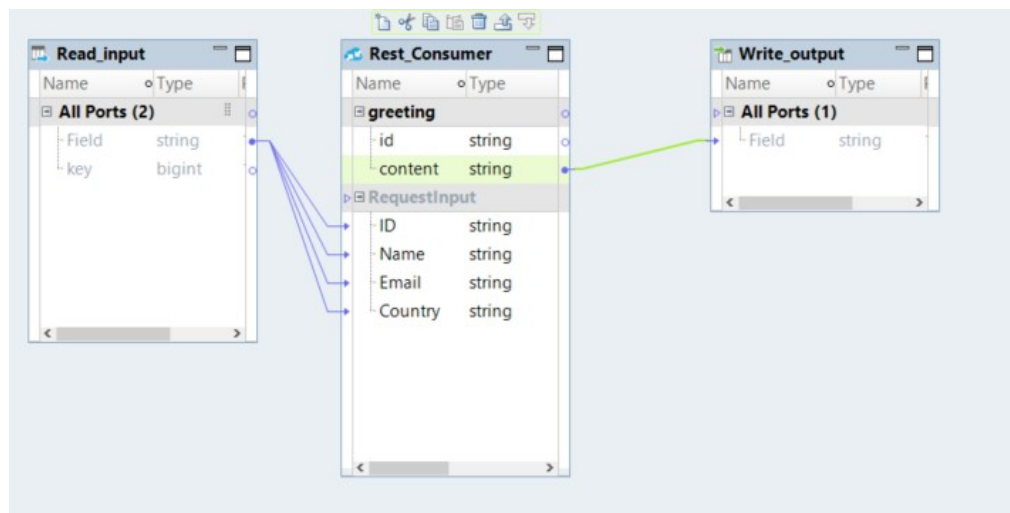 Read_input
Name Type
All Ports (2)
Field string
key bigint
Rest_Consumer
Name Type
greeting
id string
content string
RequestInput
ID string
Name string
Email string
Country string
Write_output
Name Type
All Ports (1)
Field string